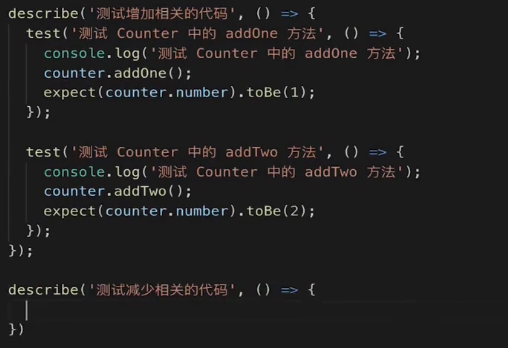 describe('测试增加相关的代码', () => {
  test('测试 Counter 中的 addOne 方法', () => {
    console.log('测试 Counter 中的 addOne 方法');
    counter.addOne();
    expect(counter.number).toBe(1);
  });

  test('测试 Counter 中的 addTwo 方法', () => {
    console.log('测试 Counter 中的 addTwo 方法');
    counter.addTwo();
    expect(counter.number).toBe(2);
  });
});

describe('测试减少相关的代码', () => {

})